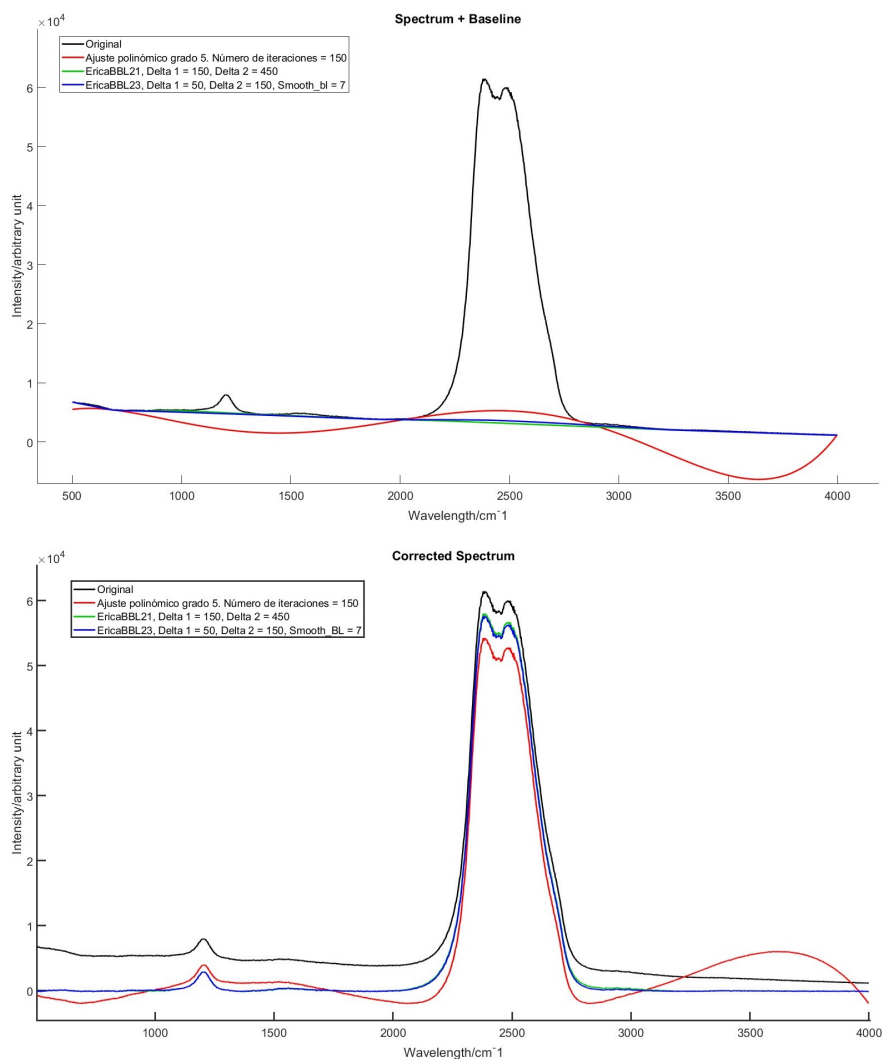 Spectrum + Baseline
×10^4
Original
Ajuste polinómico grado 5. Número de iteraciones = 150
EricaBBL21, Delta 1 = 150, Delta 2 = 450
EricaBBL23, Delta 1 = 50, Delta 2 = 150, Smooth_bl = 7
6
5
4
3
2
1
0
Intensity/arbitrary unit
500 1000 1500 2000 2500 3000 3500 4000
Wavelength/cm-1
Corrected Spectrum
×10^4
Original
Ajuste polinómico grado 5. Número de iteraciones = 150
EricaBBL21, Delta 1 = 150, Delta 2 = 450
EricaBBL23, Delta 1 = 50, Delta 2 = 150, Smooth_BL = 7
6
5
4
3
2
1
0
Intensity/arbitrary unit
1000 1500 2000 2500 3000 3500 4000
Wavelength/cm-1